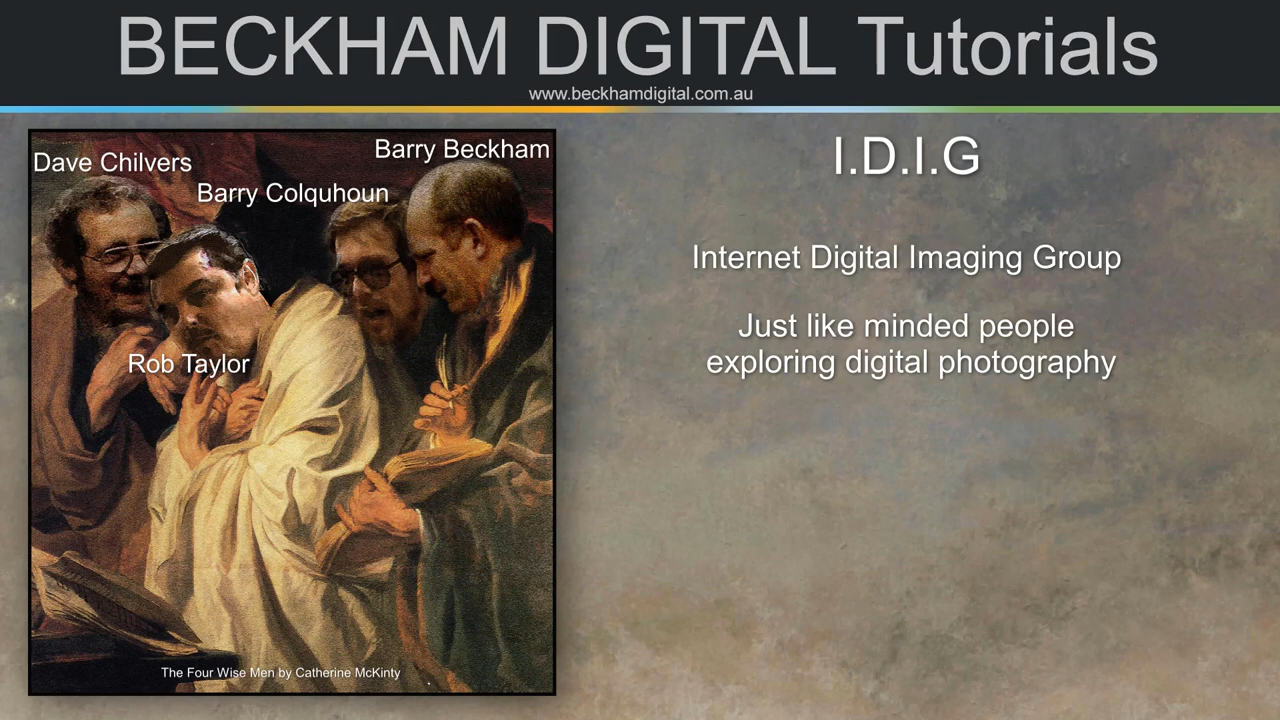 BECKHAM DIGITAL Tutorials
www.beckhamdigital.com.au
Dave Chilvers
Barry Beckham
Barry Colquhoun
Rob Taylor
The Four Wise Men by Catherine McKinty
I.D.I.G
Internet Digital Imaging Group
Just like minded people
exploring digital photography